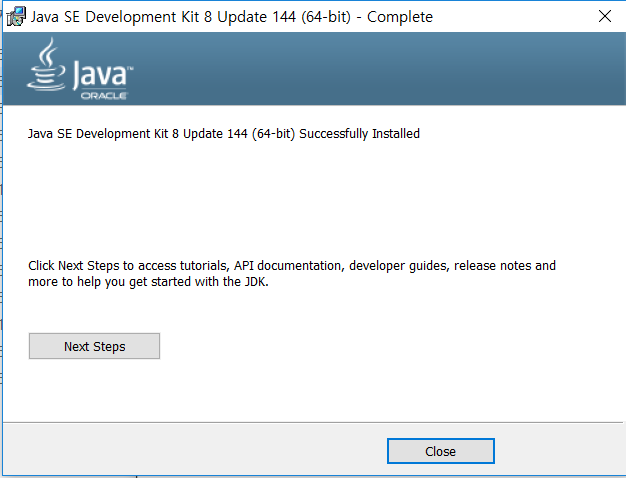 Java SE Development Kit 8 Update 144 (64-bit) - Complete
Java™
ORACLE
Java SE Development Kit 8 Update 144 (64-bit) Successfully Installed
Click Next Steps to access tutorials, API documentation, developer guides, release notes and
more to help you get started with the JDK.
Next Steps
Close